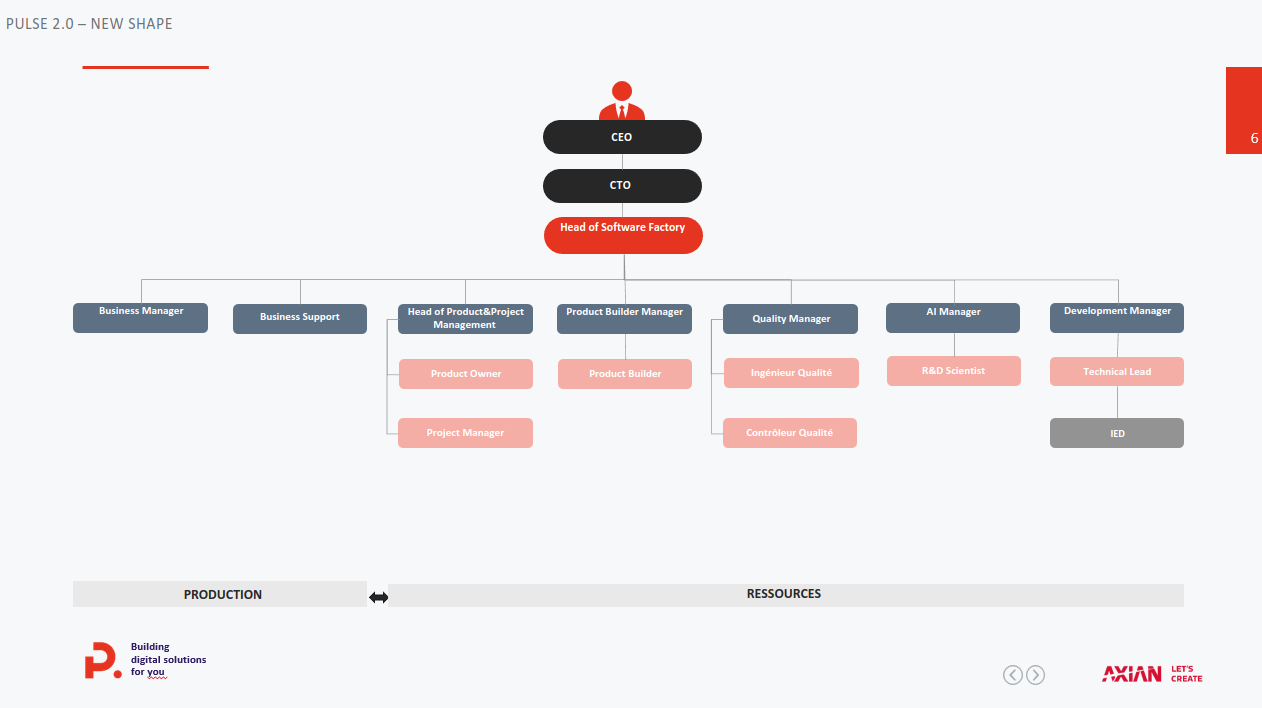 PULSE 2.0 – NEW SHAPE
6
CEO
CTO
Head of Software Factory
Business Manager
Business Support
Head of Product&Project
Management
Product Builder Manager
Quality Manager
AI Manager
Development Manager
Product Owner
Product Builder
Ingénieur Qualité
R&D Scientist
Technical Lead
Project Manager
Contrôleur Qualité
IED
PRODUCTION
RESSOURCES
P.
Building
digital solutions
for you
AXIAN
LET'S
CREATE